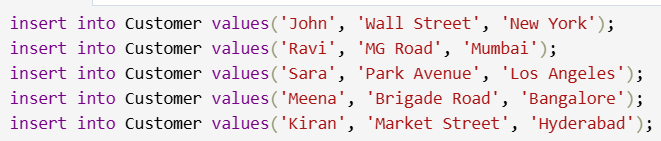 insert into Customer values('John', 'Wall Street', 'New York');
insert into Customer values('Ravi', 'MG Road', 'Mumbai');
insert into Customer values('Sara', 'Park Avenue', 'Los Angeles');
insert into Customer values('Meena', 'Brigade Road', 'Bangalore');
insert into Customer values('Kiran', 'Market Street', 'Hyderabad');